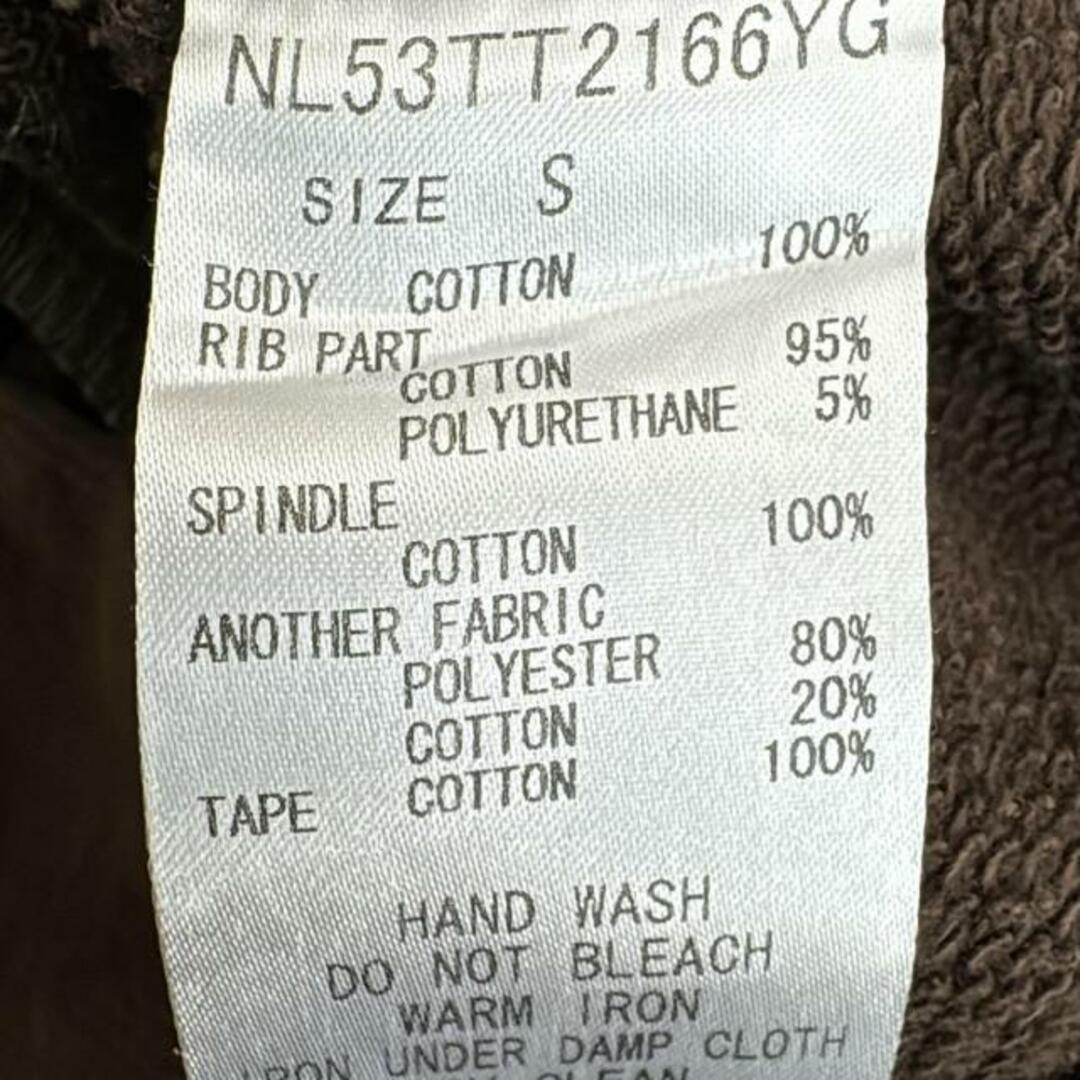 NL53TT2166YG
SIZE S
BODY COTTON 100%
RIB PART
COTTON 95%
POLYURETHANE 5%
SPINDLE
COTTON 100%
ANOTHER FABRIC
POLYESTER 80%
COTTON 20%
TAPE COTTON 100%
HAND WASH
DO NOT BLEACH
WARM IRON
IRON UNDER DAMP CLOTH
CLEAN